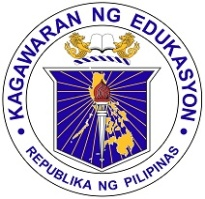 KAGAWARAN NG EDUKASYON
REPUBLIKA NG PILIPINAS